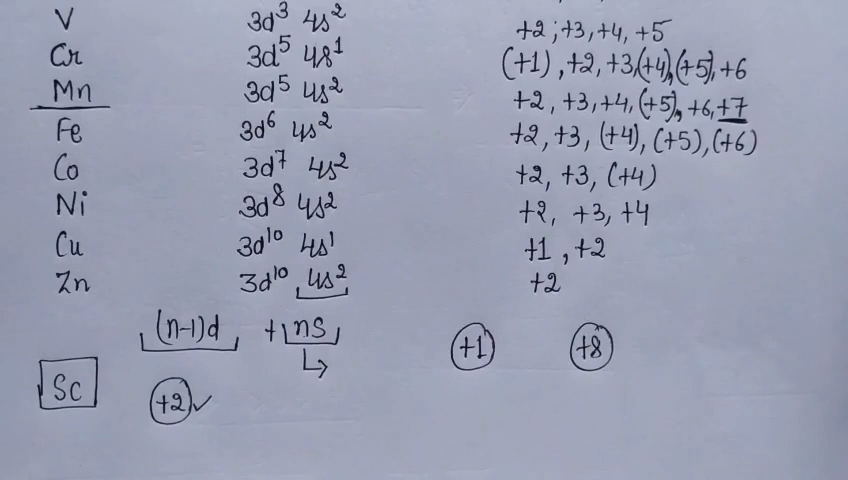 V 3d³ 4s² +2, +3, +4, +5
Cr 3d⁵ 4s¹ (+1), +2, +3, (+4), (+5), +6
Mn 3d⁵ 4s² +2, +3, +4, (+5), +6, +7
Fe 3d⁶ 4s² +2, +3, (+4), (+5), (+6)
Co 3d⁷ 4s² +2, +3, (+4)
Ni 3d⁸ 4s² +2, +3, +4
Cu 3d¹⁰ 4s¹ +1, +2
Zn 3d¹⁰ 4s² +2
(n-1)d + ns ↳ +1 +8
Sc +2 ✓